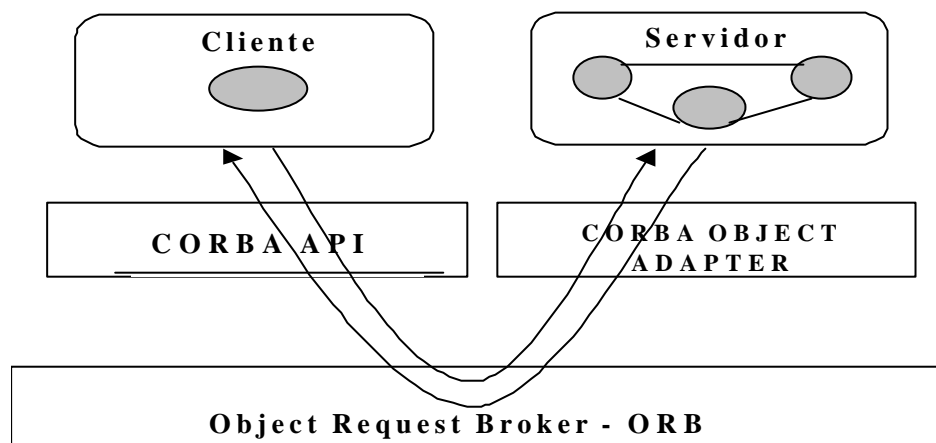 Cliente
Servidor
CORBA API
CORBA OBJECT
ADAPTER
Object Request Broker - ORB